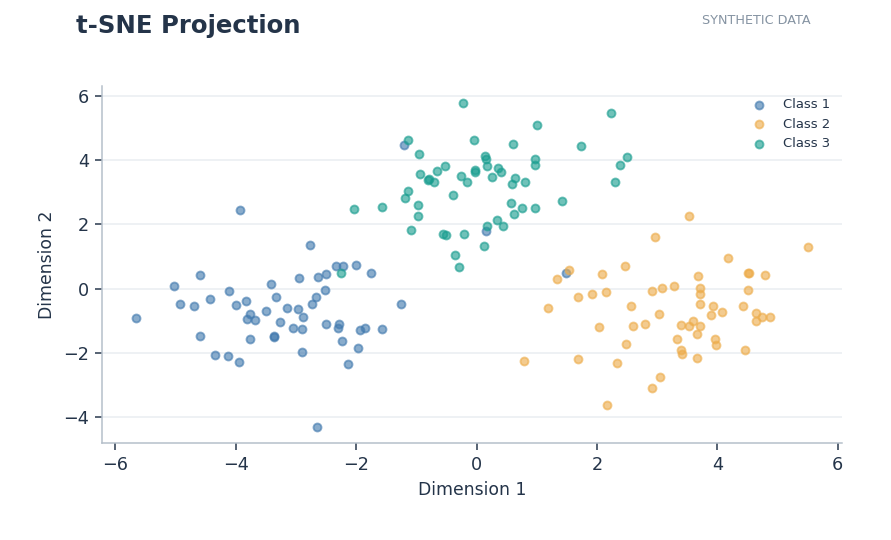 t-SNE Projection
SYNTHETIC DATA
6
4
2
0
−2
−4
Dimension 2
Class 1
Class 2
Class 3
−6
−4
−2
0
2
4
6
Dimension 1